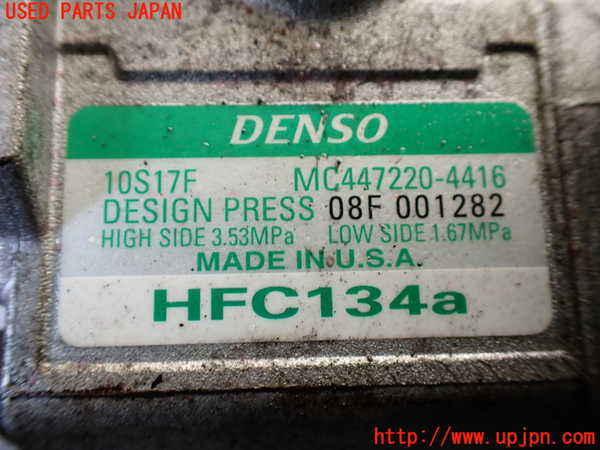 USED PARTS JAPAN
DENSO
10S17F MC447220-4416
DESIGN PRESS 08F 001282
HIGH SIDE 3.53MPa LOW SIDE 1.67MPa
MADE IN U.S.A.
HFC134a
http://www.upjpn.com/